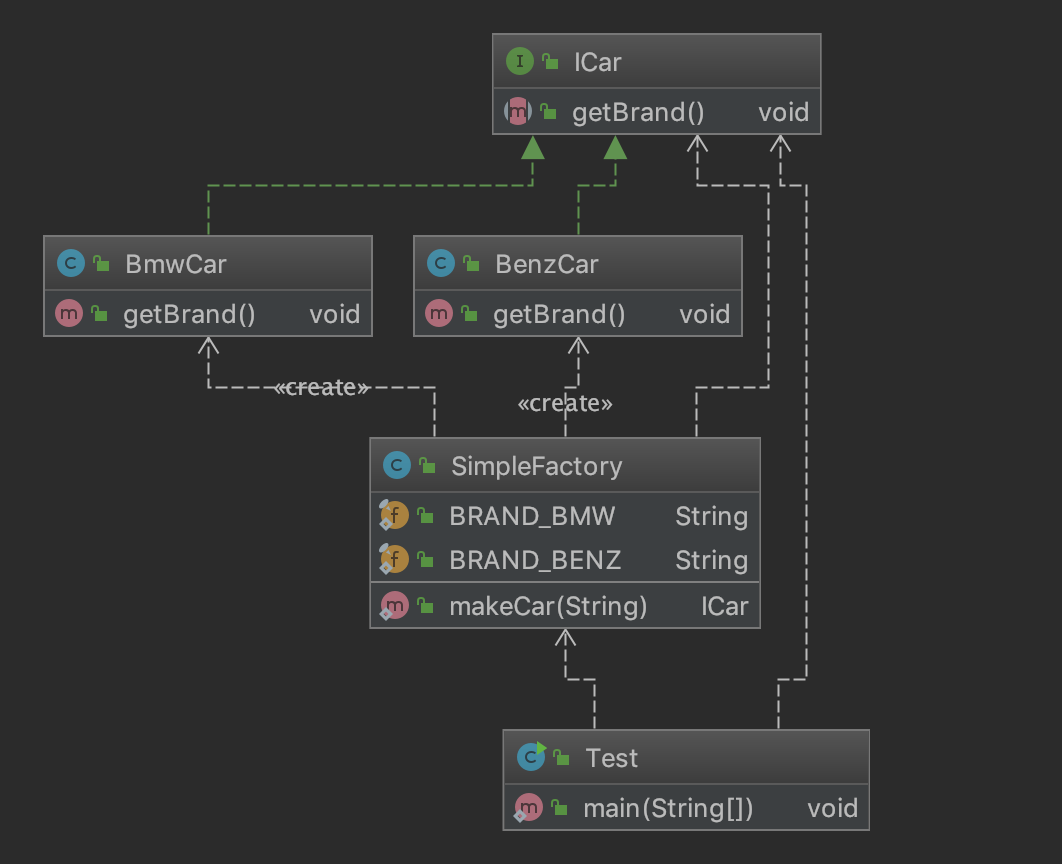 I ICar
m getBrand() void
C BmwCar
m getBrand() void
C BenzCar
m getBrand() void
«create»
«create»
C SimpleFactory
f BRAND_BMW String
f BRAND_BENZ String
m makeCar(String) ICar
C Test
m main(String[]) void